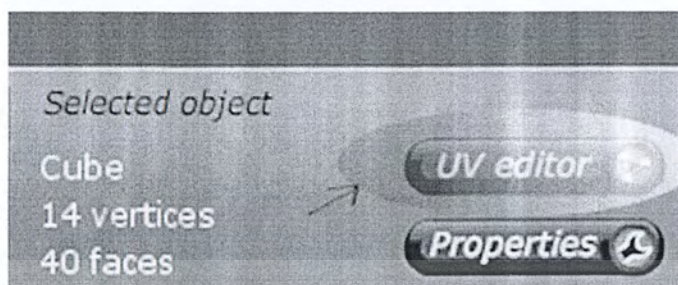 Selected object
Cube
14 vertices
40 faces
UV editor
Properties